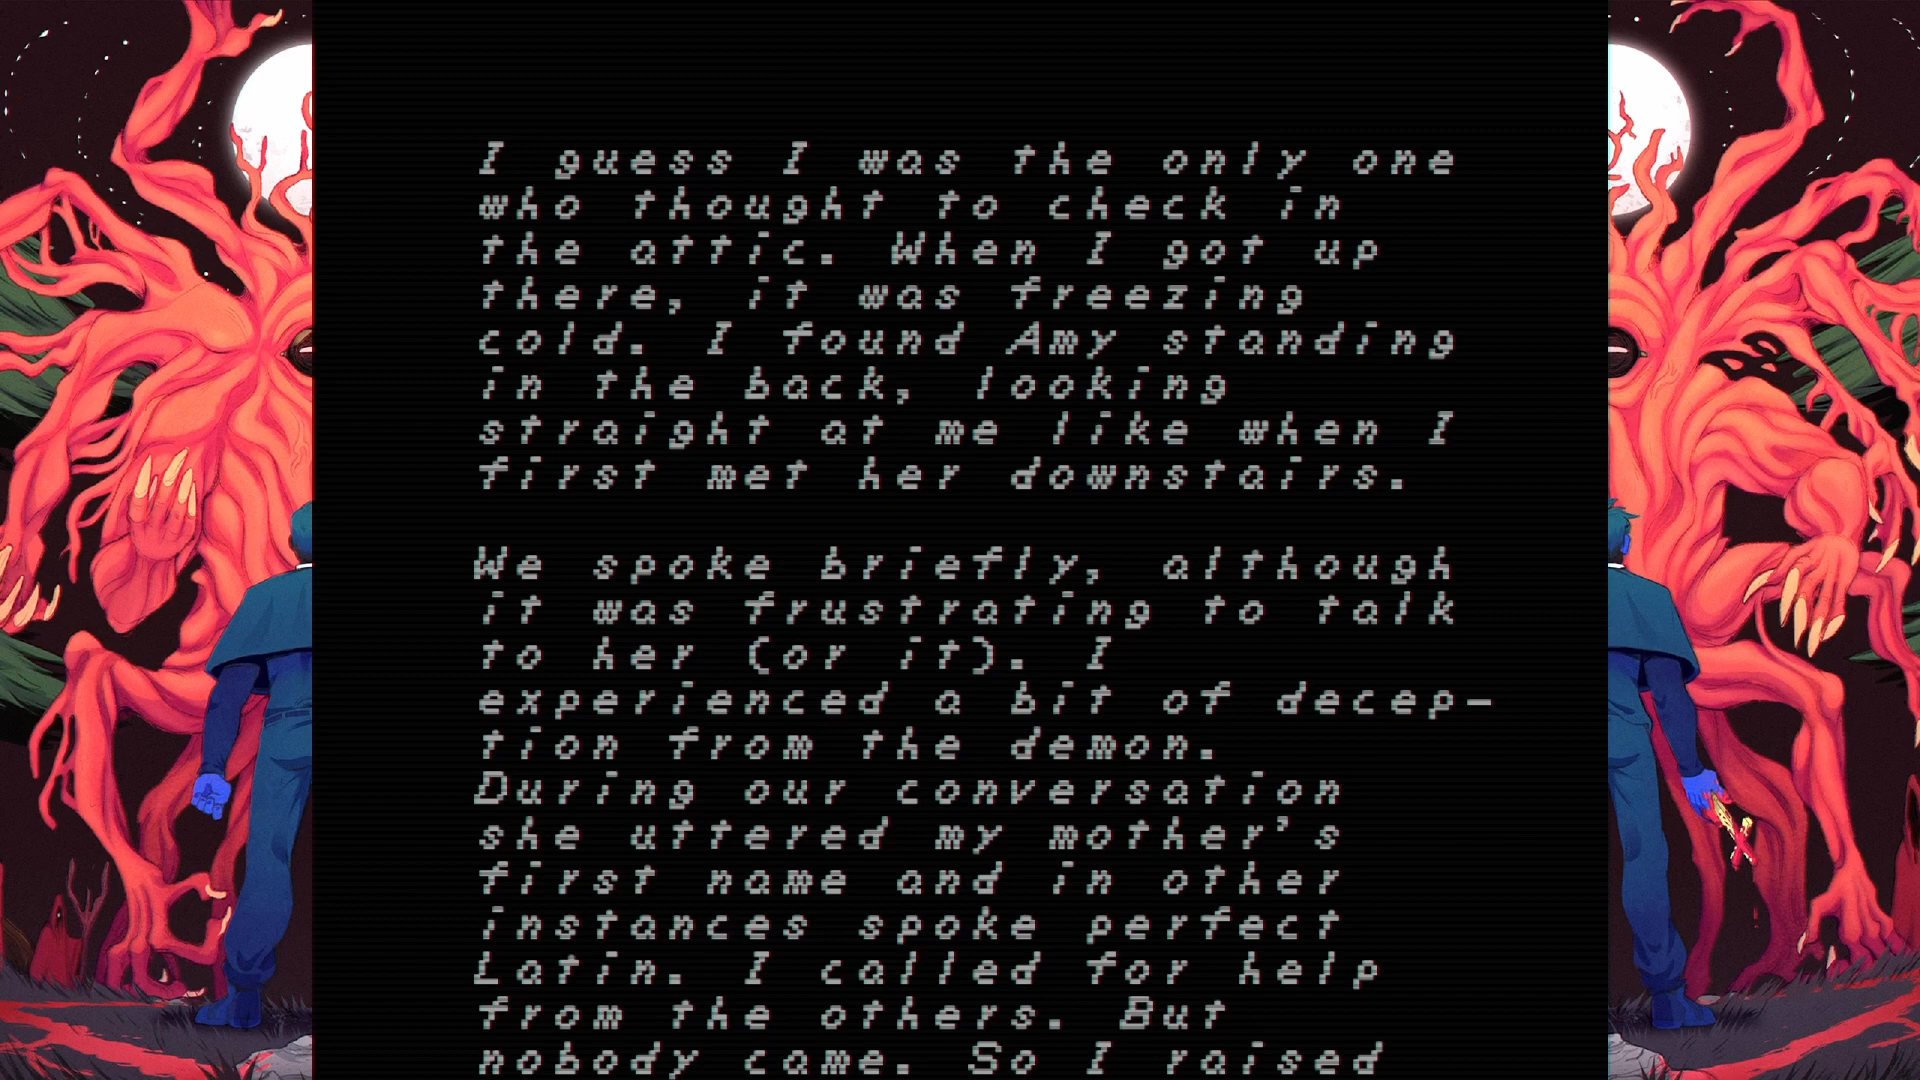 I guess I was the only one
who thought to check in
the attic. When I got up
there, it was freezing
cold. I found Amy standing
in the back, looking
straight at me like when I
first met her downstairs.
We spoke briefly, although
it was frustrating to talk
to her (or it). I
experienced a bit of decep-
tion from the demon.
During our conversation
she uttered my mother's
first name and in other
instances spoke perfect
Latin. I called for help
from the others. But
nobody came. So I raised